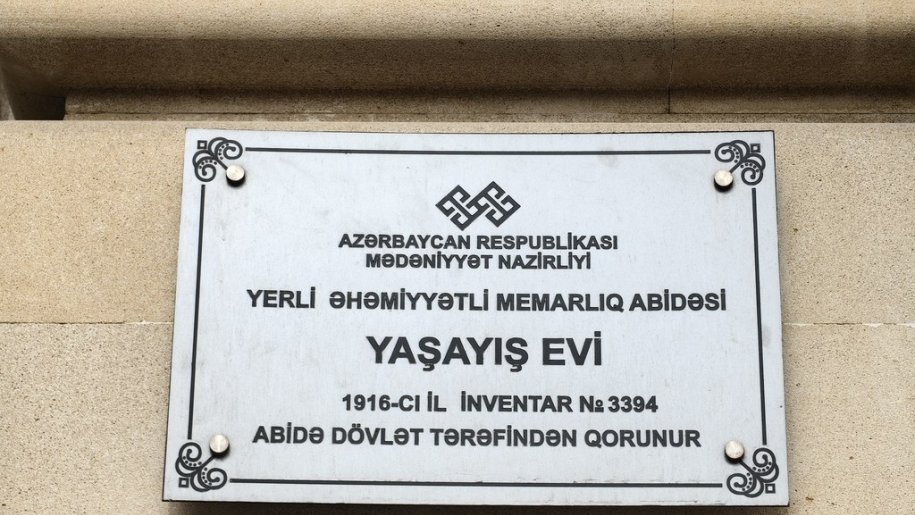 AZƏRBAYCAN RESPUBLİKASI
MƏDƏNİYYƏT NAZİRLİYİ
YERLİ ƏHƏMİYYƏTLİ MEMARLIQ ABİDƏSİ
YAŞAYIŞ EVİ
1916-CI İL İNVENTAR № 3394
ABİDƏ DÖVLƏT TƏRƏFİNDƏN QORUNUR